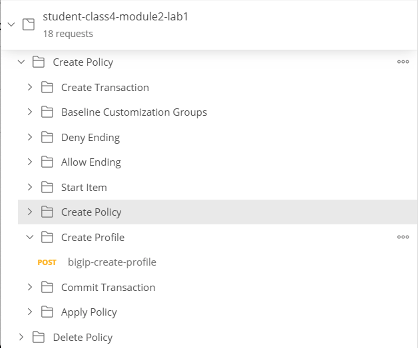 student-class4-module2-lab1
18 requests
Create Policy
Create Transaction
Baseline Customization Groups
Deny Ending
Allow Ending
Start Item
Create Policy
Create Profile
POST bigip-create-profile
Commit Transaction
Apply Policy
Delete Policy